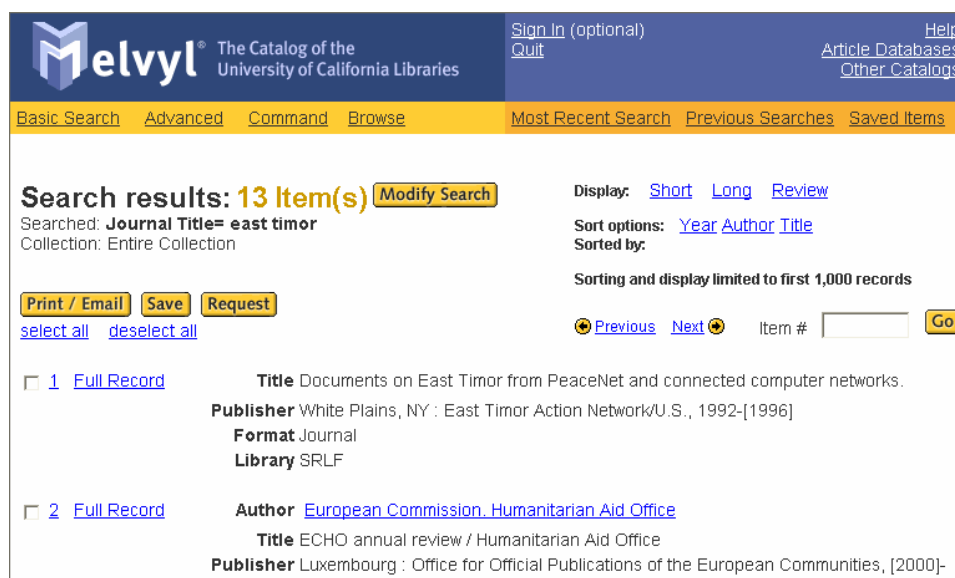 Melvyl® The Catalog of the
University of California Libraries
Sign In (optional)
Quit
Help
Article Databases
Other Catalogs
Basic Search Advanced Command Browse
Most Recent Search Previous Searches Saved Items
Search results: 13 Item(s) Modify Search
Searched: Journal Title= east timor
Collection: Entire Collection
Display: Short Long Review
Sort options: Year Author Title
Sorted by:
Sorting and display limited to first 1,000 records
Print / Email Save Request
select all deselect all
Previous Next Item # Go
1 Full Record Title Documents on East Timor from PeaceNet and connected computer networks.
Publisher White Plains, NY : East Timor Action Network/U.S., 1992-[1996]
Format Journal
Library SRLF
2 Full Record Author European Commission. Humanitarian Aid Office
Title ECHO annual review / Humanitarian Aid Office
Publisher Luxembourg : Office for Official Publications of the European Communities, [2000]-